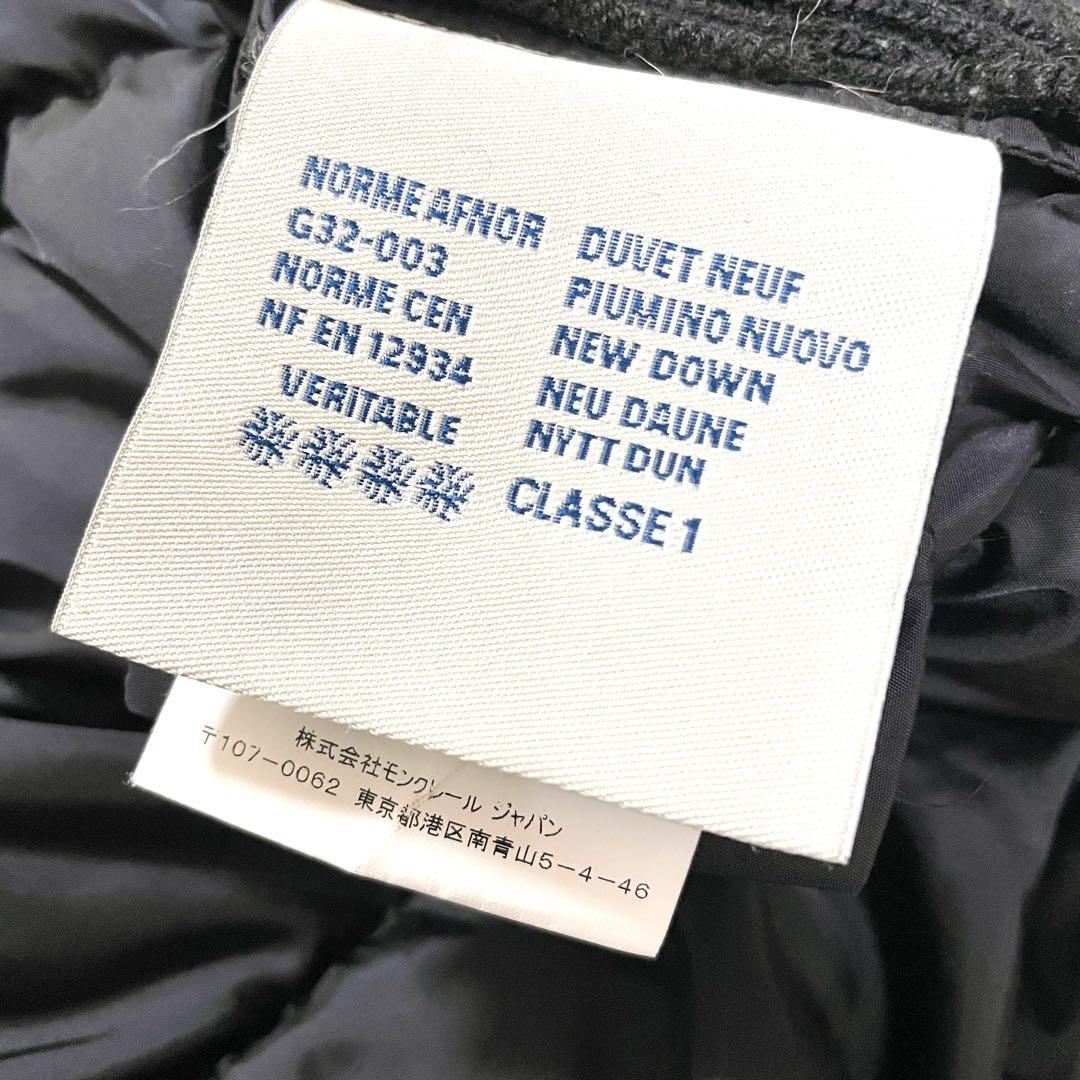 NORME AFNOR
G32-003
NORME CEN
NF EN 12934
VERITABLE
DUVET NEUF
PIUMINO NUOVO
NEW DOWN
NEU DAUNE
NYTT DUN
CLASSE 1
株式会社モンクレール ジャパン
〒107-0062 東京都港区南青山5-4-46